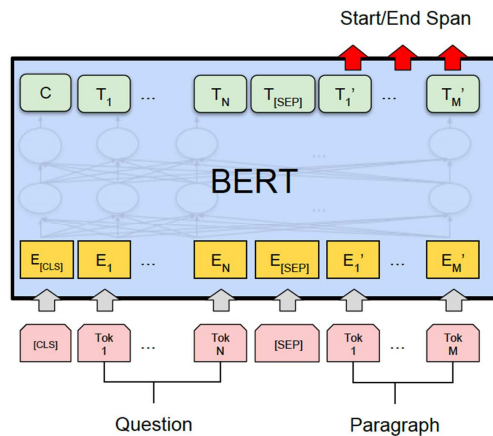 Start/End Span
C T1 ... TN T[SEP] T1' ... TM'
...
BERT
...
E[CLS] E1 ... EN E[SEP] E1' ... EM'
[CLS] Tok 1 ... Tok N [SEP] Tok 1 ... Tok M
Question Paragraph